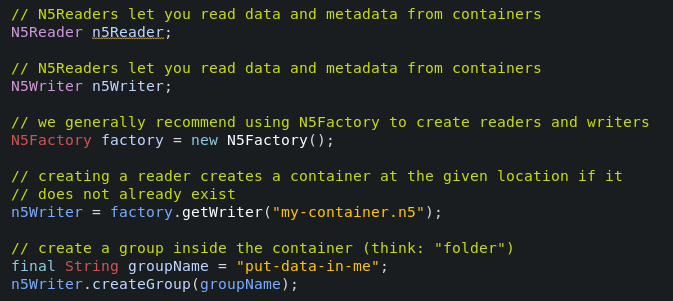 // N5Readers let you read data and metadata from containers
N5Reader n5Reader;
// N5Readers let you read data and metadata from containers
N5Writer n5Writer;
// we generally recommend using N5Factory to create readers and writers
N5Factory factory = new N5Factory();
// creating a reader creates a container at the given location if it
// does not already exist
n5Writer = factory.getWriter("my-container.n5");
// create a group inside the container (think: "folder")
final String groupName = "put-data-in-me";
n5Writer.createGroup(groupName);